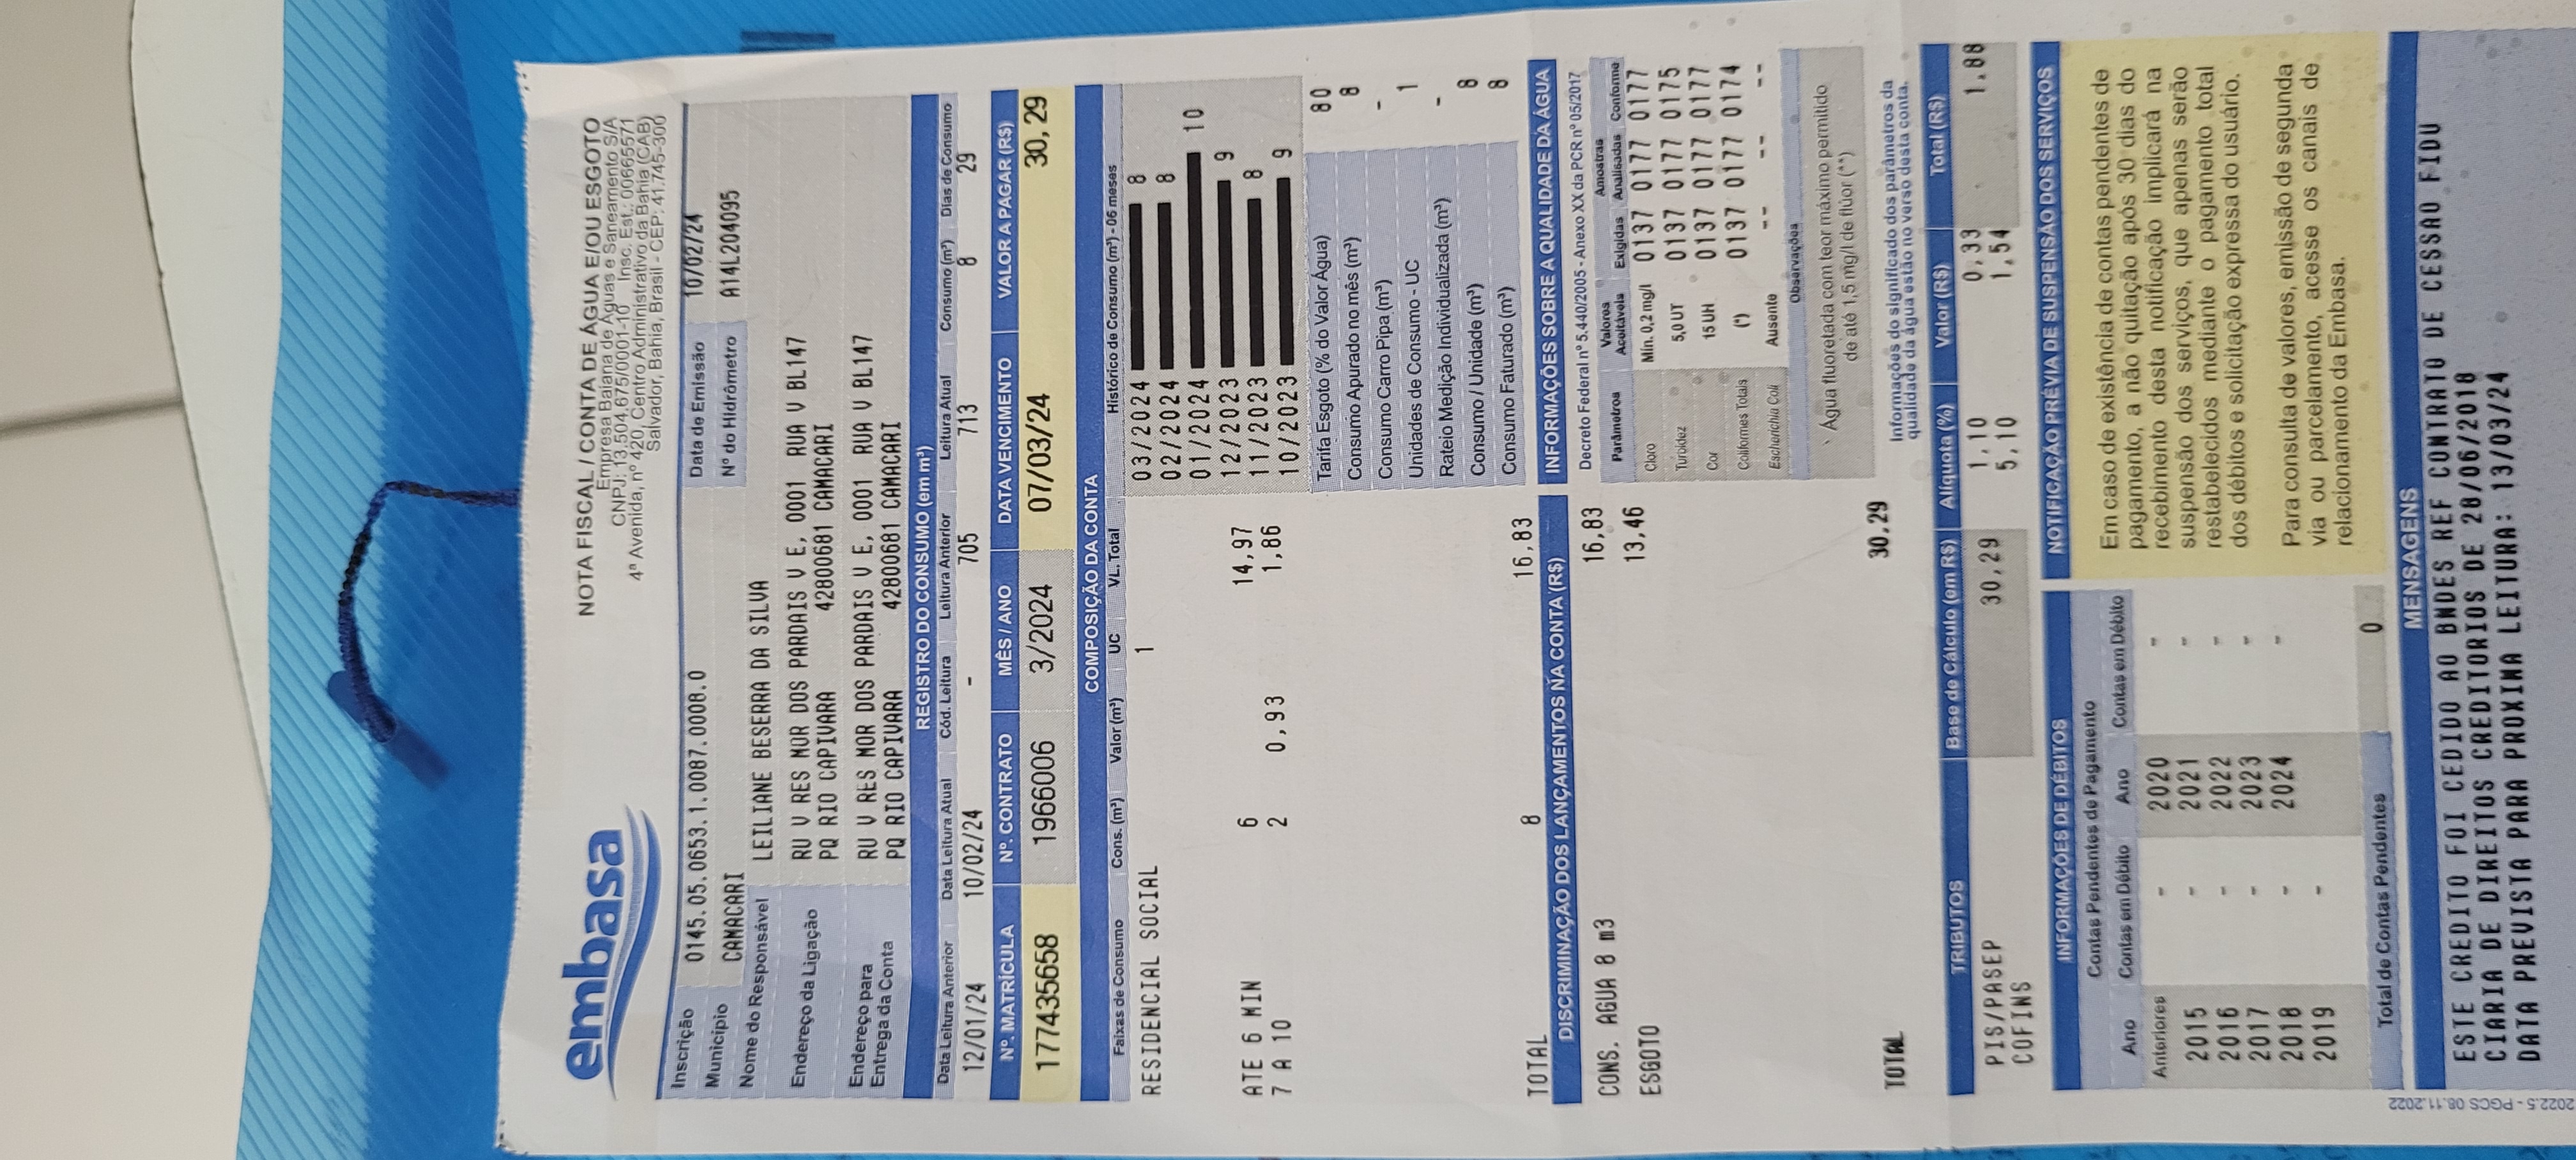 embasa
NOTA FISCAL / CONTA DE ÁGUA E/OU ESGOTO
Empresa Baiana de Águas e Saneamento S/A
CNPJ: 13.504.675/0001-10 Insc. Est.: 00665571
4ª Avenida, nº 420, Centro Administrativo da Bahia (CAB)
Salvador, Bahia, Brasil - CEP: 41.745-300
Inscrição 0145.05.0653.1.0087.0008.0 Data de Emissão 10/02/24
Município CAMACARI Nº do Hidrômetro A14L204095
Nome do Responsável LEILIANE BESERRA DA SILVA
Endereço da Ligação RU V RES MOR DOS PARDAIS V E, 0001 RUA V BL147
PQ RIO CAPIVARA 42800681 CAMACARI
Endereço para RU V RES MOR DOS PARDAIS V E, 0001 RUA V BL147
Entrega da Conta PQ RIO CAPIVARA 42800681 CAMACARI
REGISTRO DO CONSUMO (em m³)
Data Leitura Anterior Data Leitura Atual Cód. Leitura Leitura Anterior Leitura Atual Consumo (m³) Dias de Consumo
12/01/24 10/02/24 - 705 713 8 29
Nº. MATRÍCULA Nº. CONTRATO MÊS / ANO DATA VENCIMENTO VALOR A PAGAR (R$)
177435658 1966006 3/2024 07/03/24 30,29
COMPOSIÇÃO DA CONTA
Faixas de Consumo Cons. (m³) Valor (m³) UC VL. Total
RESIDENCIAL SOCIAL 1
ATE 6 MIN 6 14,97
7 A 10 2 0,93 1,86
TOTAL 8 16,83
Histórico de Consumo (m³) - 06 meses
03/2024 8
02/2024 8
01/2024 10
12/2023 9
11/2023 8
10/2023 9
Tarifa Esgoto (% do Valor Água) 80
Consumo Apurado no mês (m³) 8
Consumo Carro Pipa (m³) -
Unidades de Consumo - UC 1
Rateio Medição Individualizada (m³) -
Consumo / Unidade (m³) 8
Consumo Faturado (m³) 8
DISCRIMINAÇÃO DOS LANÇAMENTOS NA CONTA (R$)
CONS. AGUA 8 m3 16,83
ESGOTO 13,46
TOTAL 30,29
INFORMAÇÕES SOBRE A QUALIDADE DA ÁGUA
Decreto Federal nº 5.440/2005 - Anexo XX da PCR nº 05/2017
Parâmetros Valores Aceitáveis Amostras
Exigidas Analisadas Conforme
Cloro Mín. 0,2 mg/l 0137 0177 0177
Turbidez 5,0 UT 0137 0177 0175
Cor 15 UH 0137 0177 0177
Coliformes Totais (*) 0137 0177 0174
Escherichia Coli Ausente -- -- --
Observações
Água fluoretada com teor máximo permitido
de até 1,5 mg/l de flúor (**)
Informações do significado dos parâmetros da
qualidade da água estão no verso desta conta.
TRIBUTOS Base de Cálculo (em R$) Alíquota (%) Valor (R$) Total (R$)
PIS/PASEP 30,29 1,10 0,33 1,88
COFINS 5,10 1,54
INFORMAÇÕES DE DÉBITOS
Contas Pendentes de Pagamento
Ano Contas em Débito Ano Contas em Débito
Anteriores - 2020 -
2015 - 2021 -
2016 - 2022 -
2017 - 2023 -
2018 - 2024 -
2019 -
Total de Contas Pendentes 0
NOTIFICAÇÃO PRÉVIA DE SUSPENSÃO DOS SERVIÇOS
Em caso de existência de contas pendentes de
pagamento, a não quitação após 30 dias do
recebimento desta notificação implicará na
suspensão dos serviços, que apenas serão
restabelecidos mediante o pagamento total
dos débitos e solicitação expressa do usuário.
Para consulta de valores, emissão de segunda
via ou parcelamento, acesse os canais de
relacionamento da Embasa.
MENSAGENS
ESTE CREDITO FOI CEDIDO AO BNDES REF CONTRATO DE CESSAO FIDU
CIARIA DE DIREITOS CREDITORIOS DE 28/06/2018
DATA PREVISTA PARA PROXIMA LEITURA: 13/03/24
2022.5 - PGCS 08.11.2022